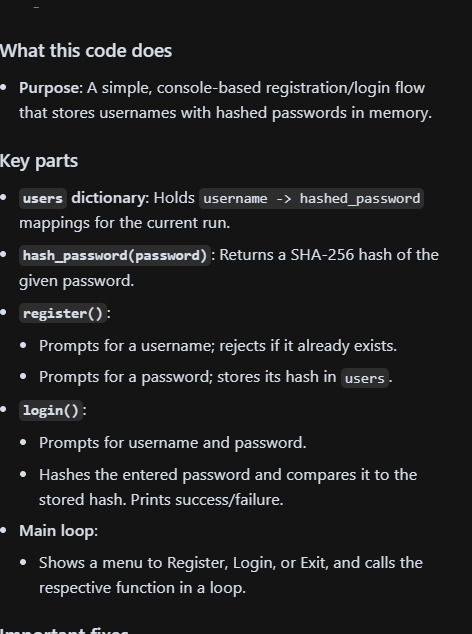 What this code does
• Purpose: A simple, console-based registration/login flow
that stores usernames with hashed passwords in memory.
Key parts
• users dictionary: Holds username -> hashed_password
mappings for the current run.
• hash_password(password): Returns a SHA-256 hash of the
given password.
• register():
• Prompts for a username; rejects if it already exists.
• Prompts for a password; stores its hash in users.
• login():
• Prompts for username and password.
• Hashes the entered password and compares it to the
stored hash. Prints success/failure.
• Main loop:
• Shows a menu to Register, Login, or Exit, and calls the
respective function in a loop.
Important fixes